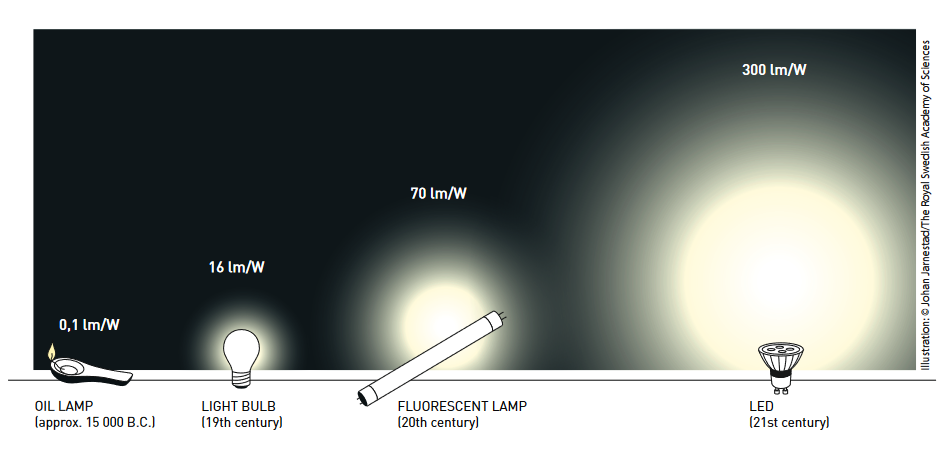 300 lm/W
70 lm/W
16 lm/W
0,1 lm/W
OIL LAMP
(approx. 15 000 B.C.)
LIGHT BULB
(19th century)
FLUORESCENT LAMP
(20th century)
LED
(21st century)
Illustration: © Johan Jarnestad/The Royal Swedish Academy of Sciences